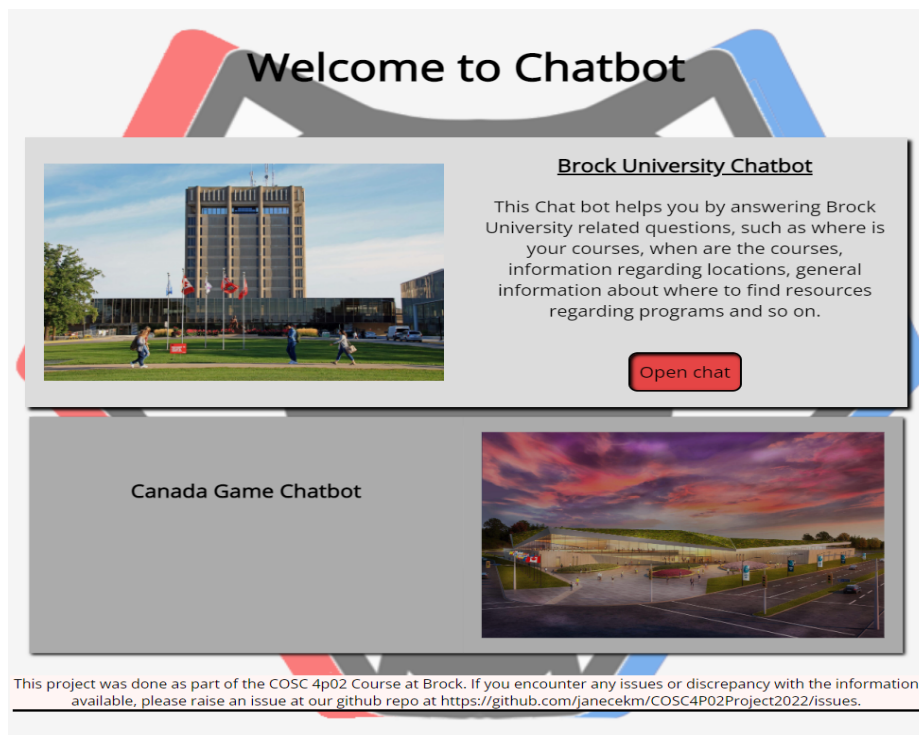 Welcome to Chatbot
Brock University Chatbot
This Chat bot helps you by answering Brock
University related questions, such as where is
your courses, when are the courses,
information regarding locations, general
information about where to find resources
regarding programs and so on.
Open chat
Canada Game Chatbot
This project was done as part of the COSC 4p02 Course at Brock. If you encounter any issues or discrepancy with the information
available, please raise an issue at our github repo at https://github.com/janecekm/COSC4P02Project2022/issues.